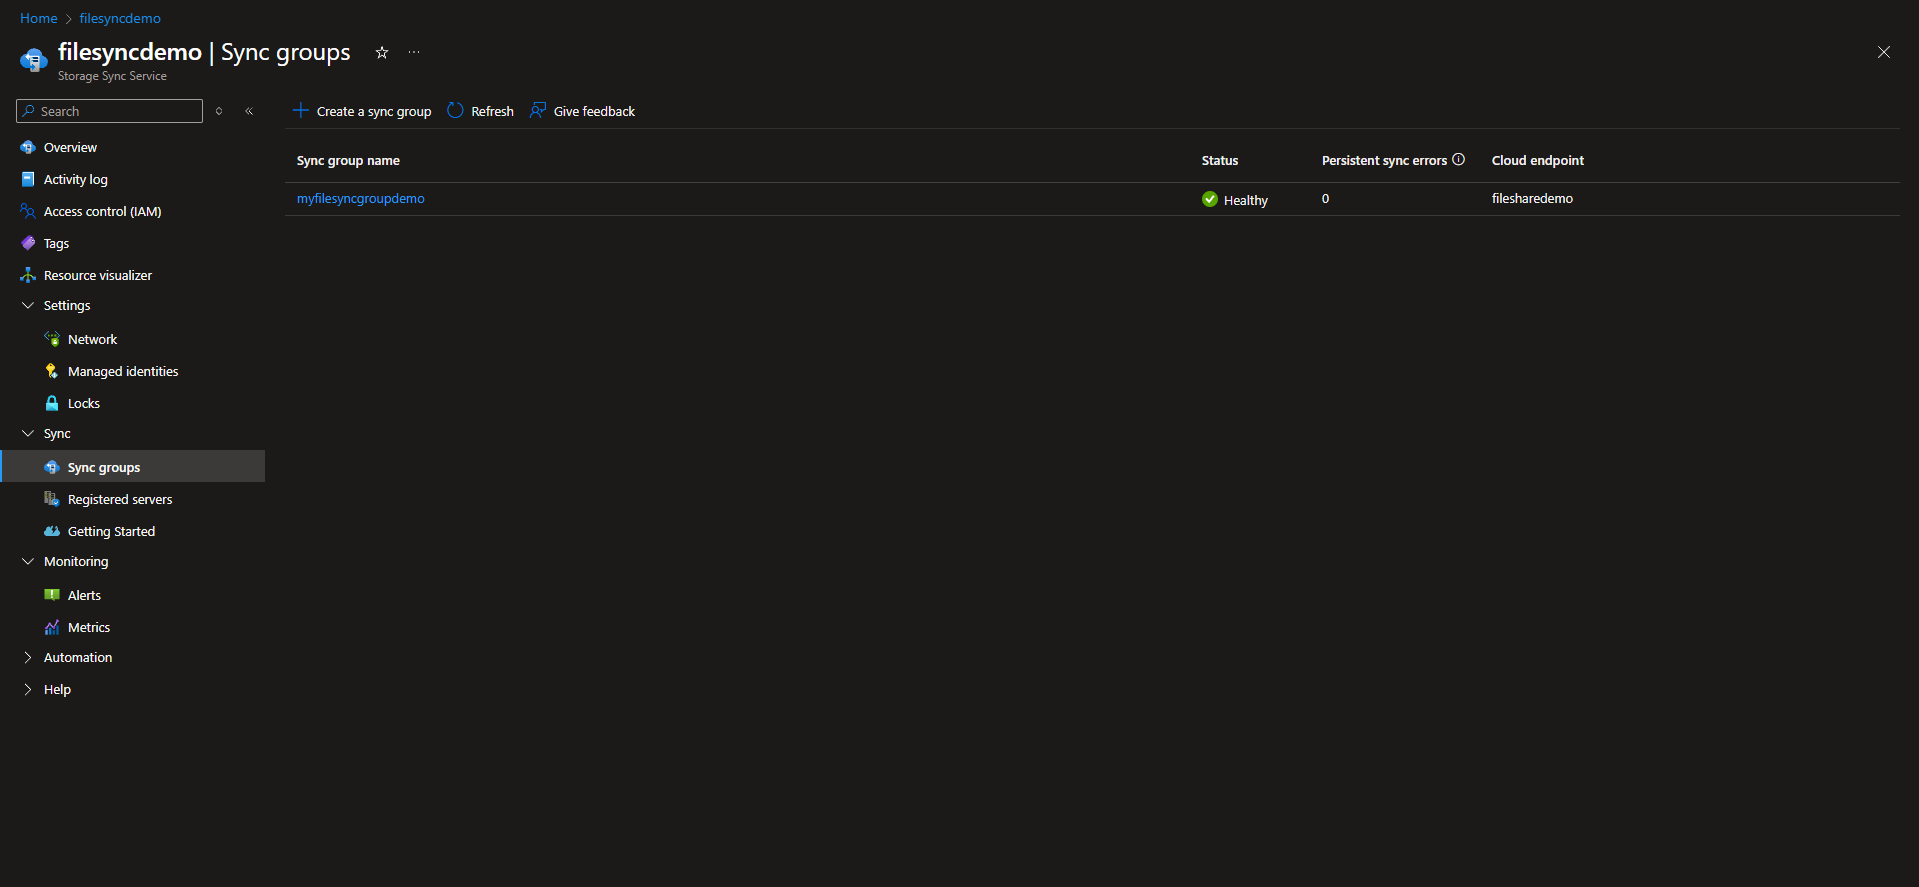 Home > filesyncdemo
filesyncdemo | Sync groups
Storage Sync Service
Search
Overview
Activity log
Access control (IAM)
Tags
Resource visualizer
Settings
Network
Managed identities
Locks
Sync
Sync groups
Registered servers
Getting Started
Monitoring
Alerts
Metrics
Automation
Help
Create a sync group Refresh Give feedback
Sync group name Status Persistent sync errors Cloud endpoint
myfilesyncgroupdemo Healthy 0 filesharedemo